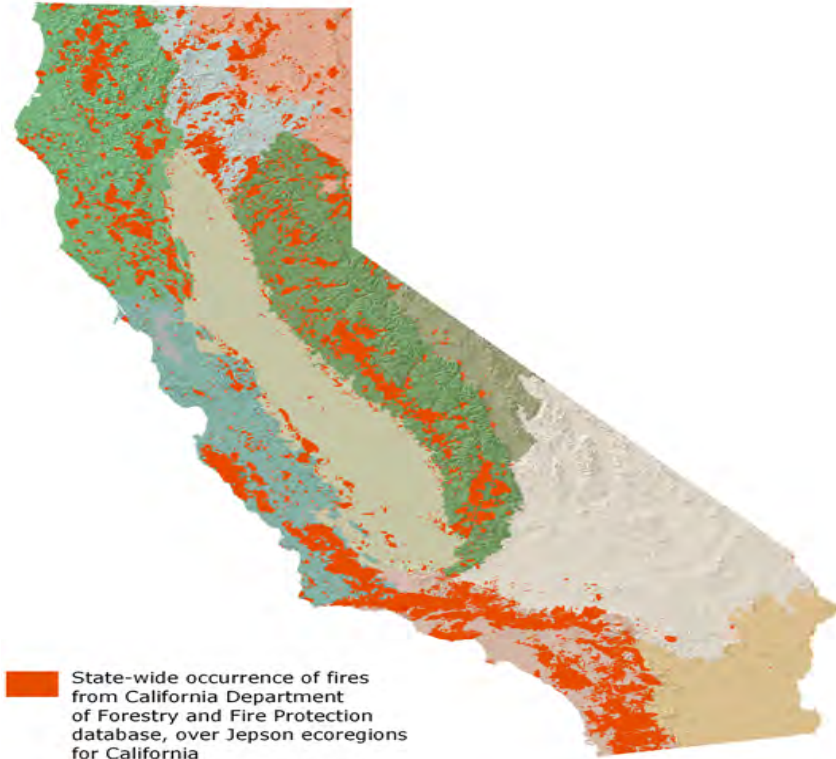 State-wide occurrence of fires
from California Department
of Forestry and Fire Protection
database, over Jepson ecoregions
for California